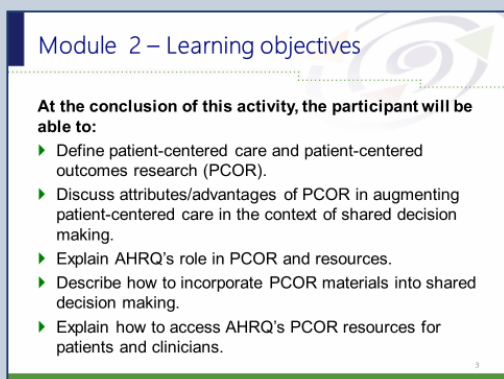 Module 2 – Learning objectives
At the conclusion of this activity, the participant will be
able to:
Define patient-centered care and patient-centered
outcomes research (PCOR).
Discuss attributes/advantages of PCOR in augmenting
patient-centered care in the context of shared decision
making.
Explain AHRQ's role in PCOR and resources.
Describe how to incorporate PCOR materials into shared
decision making.
Explain how to access AHRQ's PCOR resources for
patients and clinicians.
3